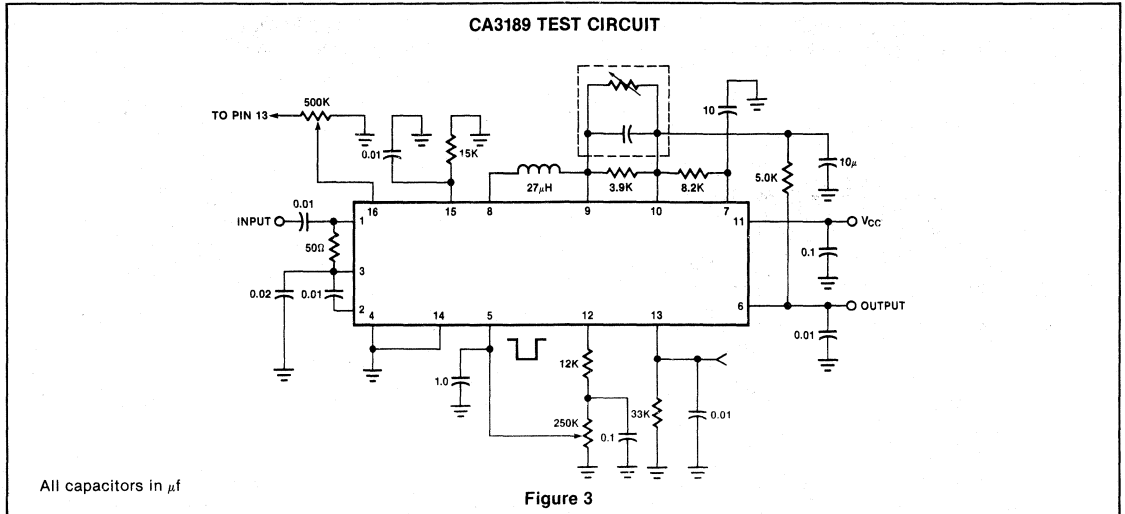 CA3189 TEST CIRCUIT
500K
TO PIN 13
0.01
15K
10
27μH
3.9K
8.2K
5.0K
10μ
16
15
8
9
10
7
0.01
INPUT
1
50Ω
3
0.02
0.01
2
11
VCC
0.1
6
OUTPUT
0.01
4
14
5
12
13
1.0
12K
250K
0.1
33K
0.01
All capacitors in μf
Figure 3